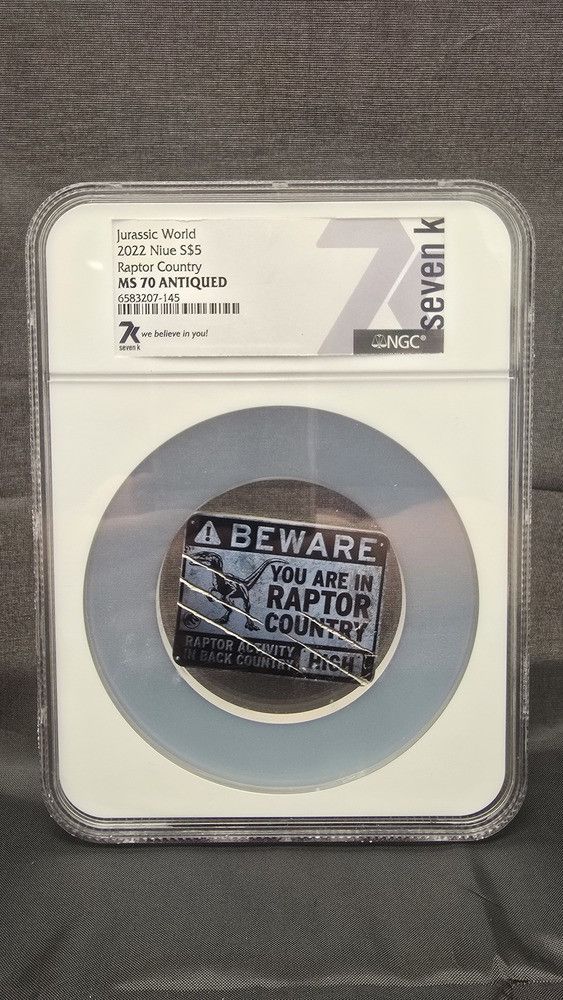 Jurassic World
2022 Niue S$5
Raptor Country
MS 70 ANTIQUED
6583207-145
7k we believe in you!
seven k
7k
seven k
NGC®
BEWARE
YOU ARE IN
RAPTOR
COUNTRY
RAPTOR ACTIVITY
IN BACK COUNTRY
HIGH